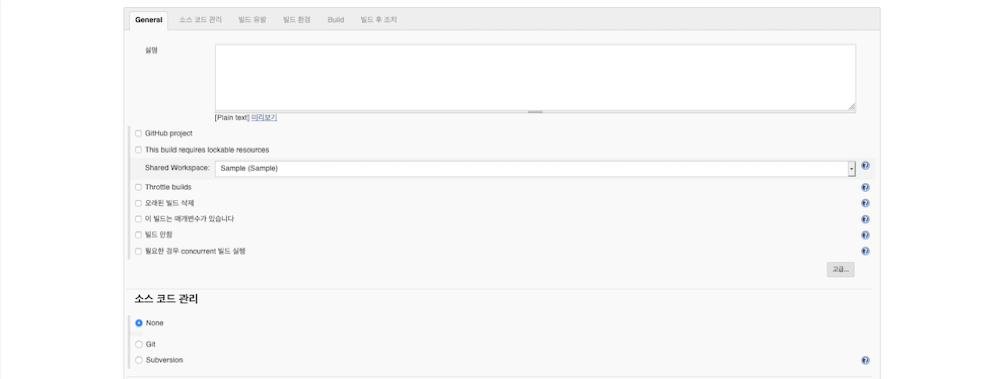 General 소스 코드 관리 빌드 유발 빌드 환경 Build 빌드 후 조치
설명
[Plain text] 미리보기
GitHub project
This build requires lockable resources
Shared Workspace: Sample (Sample)
Throttle builds
오래된 빌드 삭제
이 빌드는 매개변수가 있습니다
빌드 안함
필요한 경우 concurrent 빌드 실행
고급...
소스 코드 관리
None
Git
Subversion